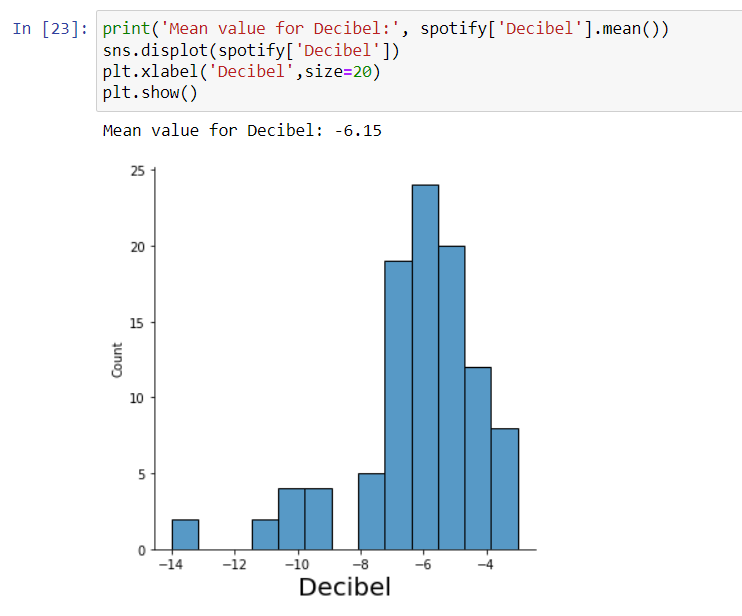 In [23]: print('Mean value for Decibel:', spotify['Decibel'].mean())
sns.displot(spotify['Decibel'])
plt.xlabel('Decibel',size=20)
plt.show()
Mean value for Decibel: -6.15
25
20
15
10
5
0
Count
−14 −12 −10 −8 −6 −4
Decibel